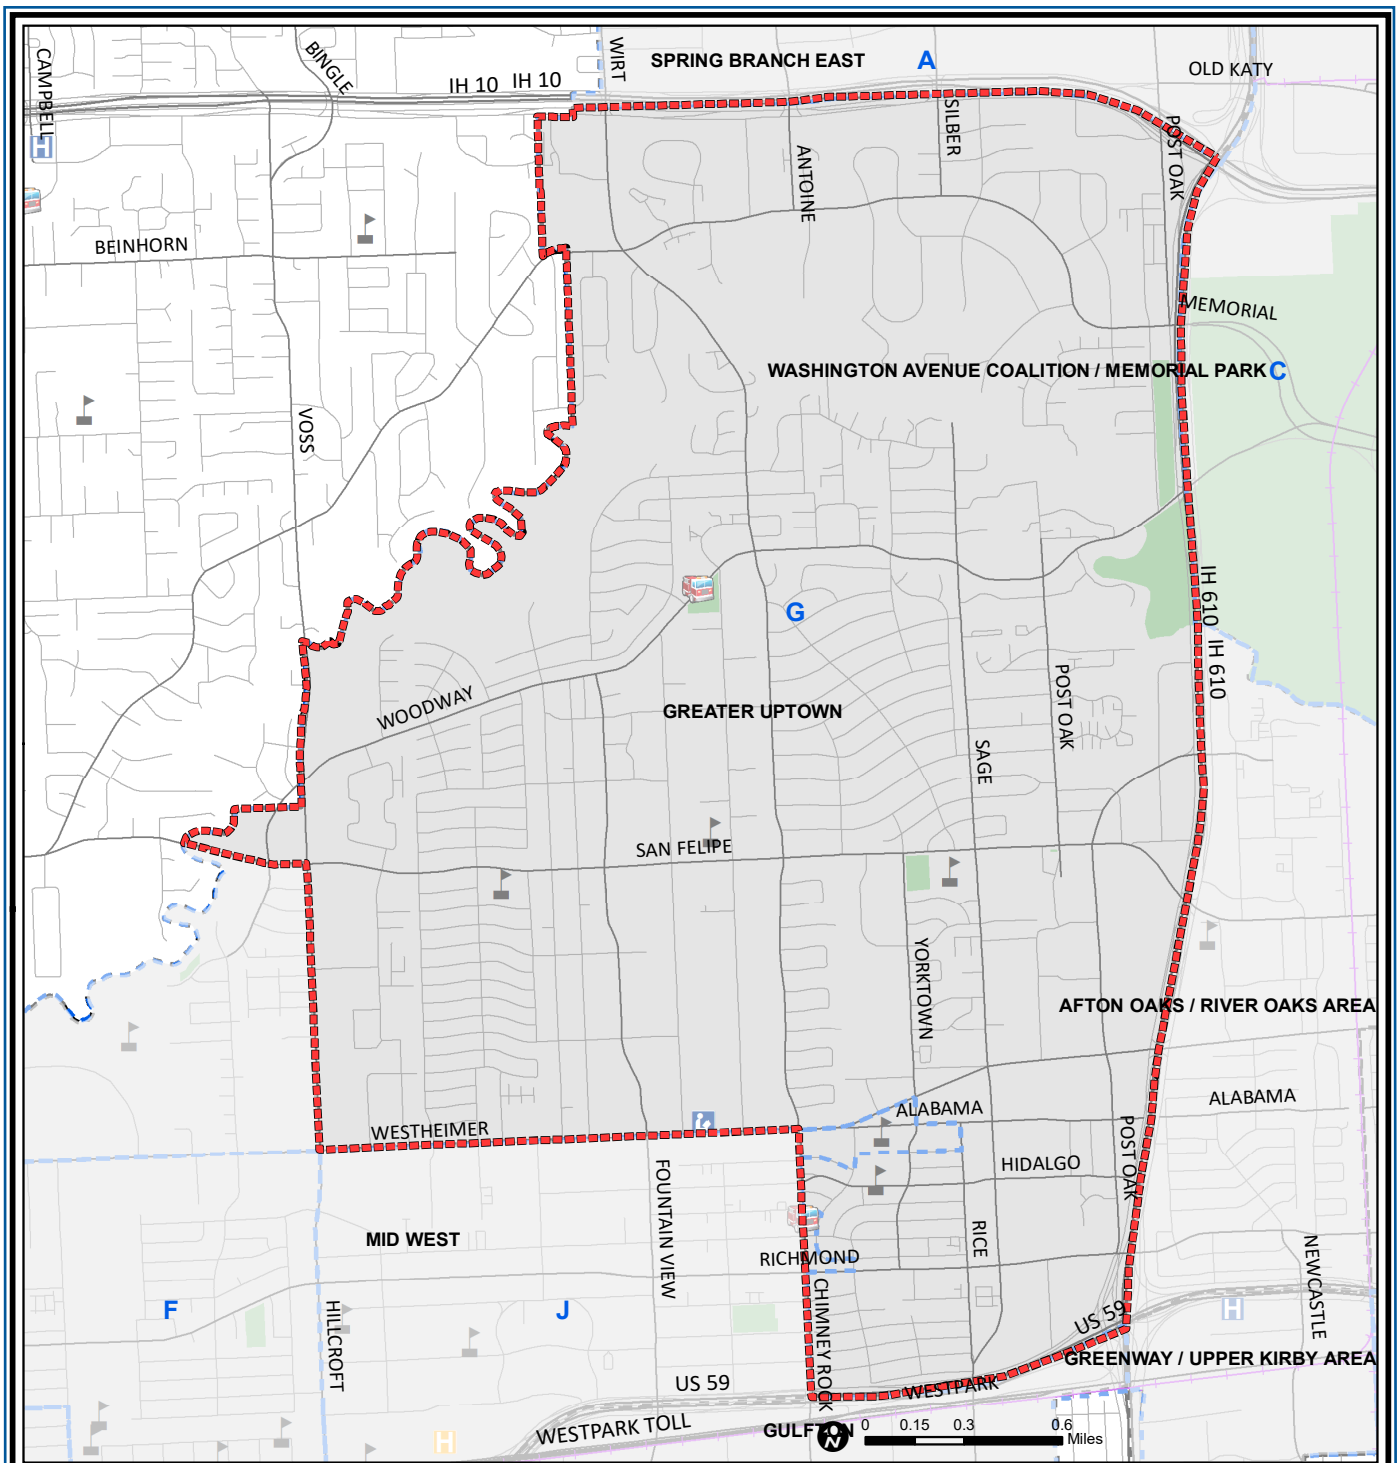 CAMPBELL
BINGLE
IH 10 IH 10
WIRT
SPRING BRANCH EAST
A
OLD KATY
SILBER
POST OAK
ANTOINE
BEINHORN
MEMORIAL
WASHINGTON AVENUE COALITION / MEMORIAL PARK
C
VOSS
H
IH 610 IH 610
G
WOODWAY
GREATER UPTOWN
POST OAK
SAGE
SAN FELIPE
YORKTOWN
AFTON OAKS / RIVER OAKS AREA
ALABAMA
ALABAMA
WESTHEIMER
POST OAK
HIDALGO
FOUNTAIN VIEW
MID WEST
RICE
RICHMOND
NEWCASTLE
F
J
HILLCROFT
CHIMNEY ROCK
H
US 59
GREENWAY / UPPER KIRBY AREA
US 59
WESTPARK
WESTPARK TOLL
H
GULFTON
N
0 0.15 0.3 0.6
Miles